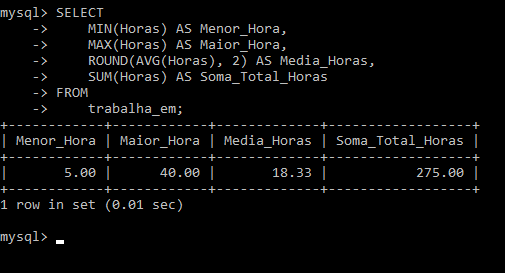 mysql> SELECT
    ->     MIN(Horas) AS Menor_Hora,
    ->     MAX(Horas) AS Maior_Hora,
    ->     ROUND(AVG(Horas), 2) AS Media_Horas,
    ->     SUM(Horas) AS Soma_Total_Horas
    -> FROM
    ->     trabalha_em;
+------------+------------+-------------+------------------+
| Menor_Hora | Maior_Hora | Media_Horas | Soma_Total_Horas |
+------------+------------+-------------+------------------+
|       5.00 |      40.00 |       18.33 |           275.00 |
+------------+------------+-------------+------------------+
1 row in set (0.01 sec)
mysql> _